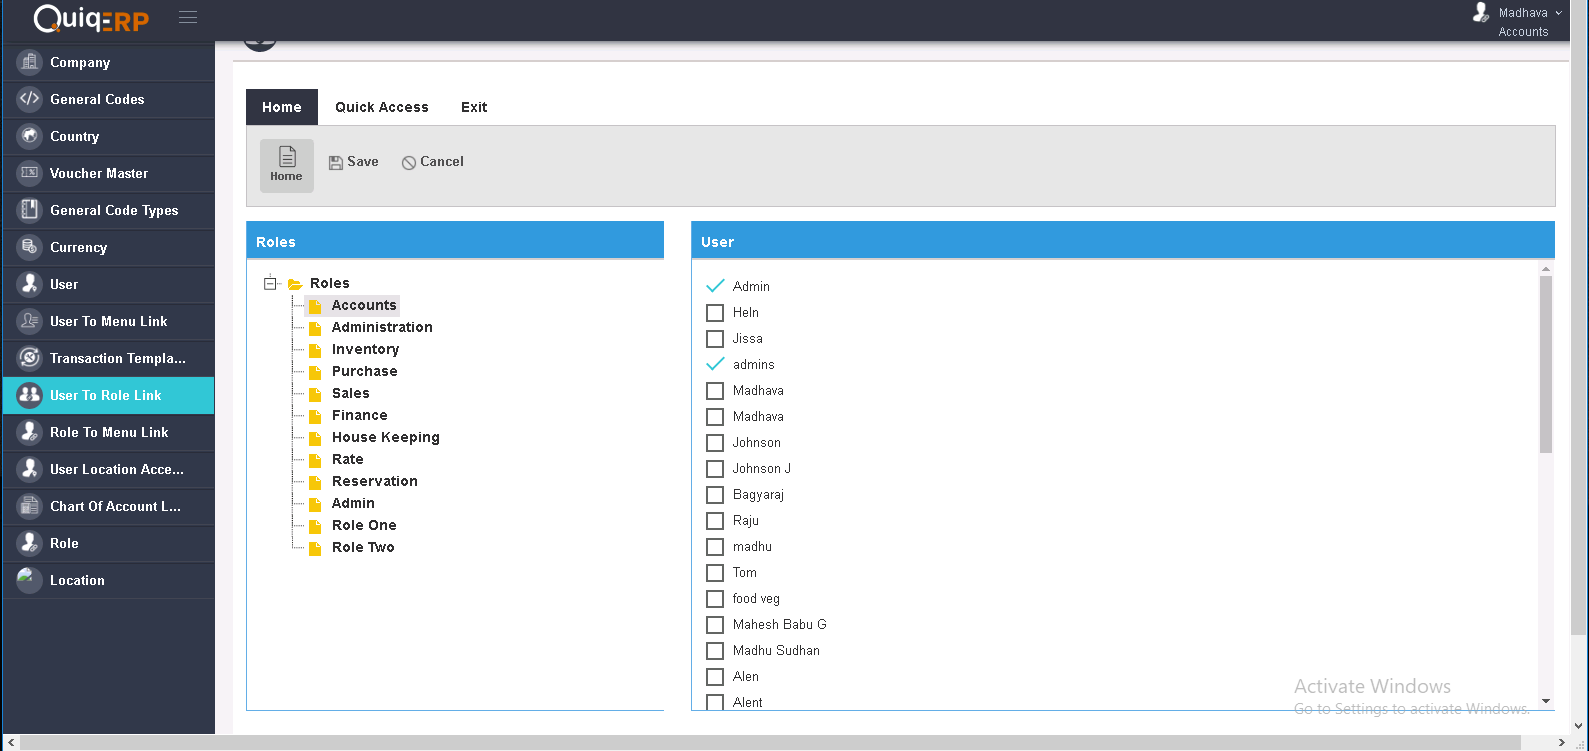 QuiqERP
Madhava
Accounts
Company
General Codes
Country
Voucher Master
General Code Types
Currency
User
User To Menu Link
Transaction Templa...
User To Role Link
Role To Menu Link
User Location Acce...
Chart Of Account L...
Role
Location
Home Quick Access Exit
Home Save Cancel
Roles
Roles
Accounts
Administration
Inventory
Purchase
Sales
Finance
House Keeping
Rate
Reservation
Admin
Role One
Role Two
User
Admin
Heln
Jissa
admins
Madhava
Madhava
Johnson
Johnson J
Bagyaraj
Raju
madhu
Tom
food veg
Mahesh Babu G
Madhu Sudhan
Alen
Alent
Activate Windows
Go to Settings to activate Windows.